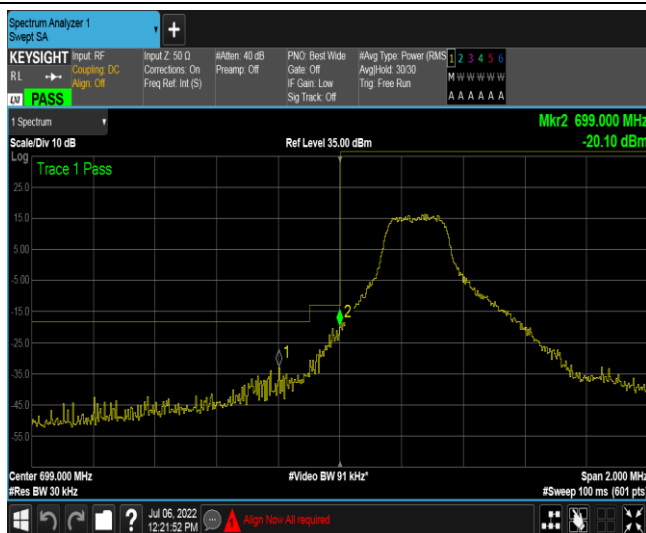 Spectrum Analyzer 1
Swept SA
+
KEYSIGHT Input: RF
RL
Coupling: DC
Align: Off
LXI PASS
Input Z: 50 Ω
Corrections: On
Freq Ref: Int (S)
#Atten: 40 dB
Preamp: Off
PNO: Best Wide
Gate: Off
IF Gain: Low
Sig Track: Off
#Avg Type: Power (RMS
Avg|Hold: 30/30
Trig: Free Run
1 2 3 4 5 6
M W W W W W
A A A A A A
1 Spectrum
Scale/Div 10 dB
Ref Level 35.00 dBm
Mkr2 699.000 MHz
-20.10 dBm
Log
Trace 1 Pass
25.0
15.0
5.00
-5.00
-15.0
-25.0
-35.0
-45.0
-55.0
1
2
Center 699.000 MHz
#Res BW 30 kHz
#Video BW 91 kHz*
Span 2.000 MHz
#Sweep 100 ms (601 pts)
?
Jul 06, 2022
12:21:52 PM
1
Align Now All required